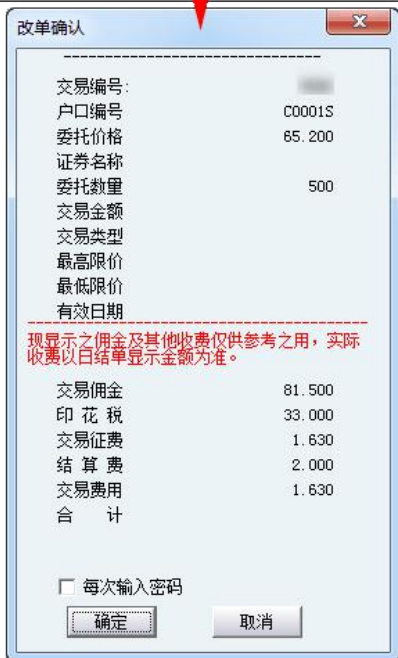 改单确认
交易编号:
户口编号 C0001S
委托价格 65.200
证券名称
委托数量 500
交易金额
交易类型
最高限价
最低限价
有效日期
现显示之佣金及其他收费仅供参考之用，实际
收费以日结单显示金额为准。
交易佣金 81.500
印花税 33.000
交易征费 1.630
结算费 2.000
交易费用 1.630
合计
每次输入密码
确定 取消